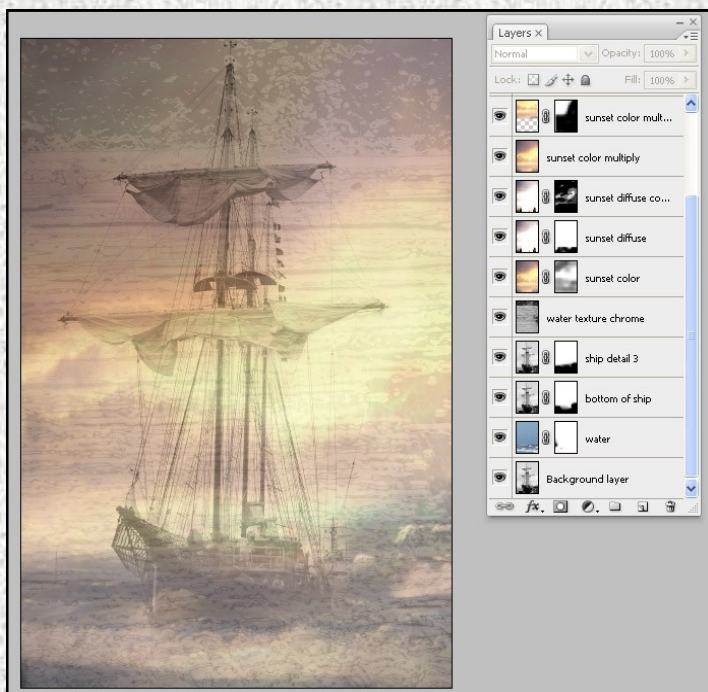 Layers ×
Normal Opacity: 100%
Lock: Fill: 100%
sunset color mult...
sunset color multiply
sunset diffuse co...
sunset diffuse
sunset color
water texture chrome
ship detail 3
bottom of ship
water
Background layer
fx.